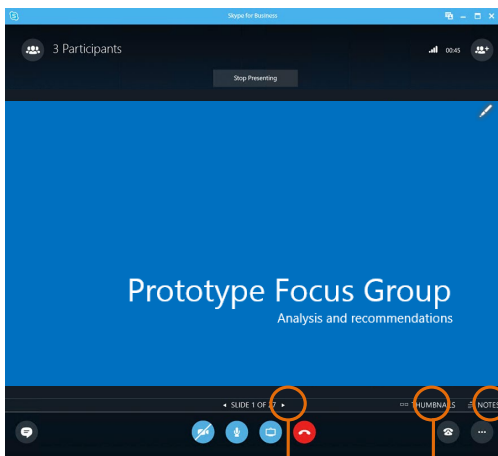 Skype for Business
3 Participants
00:45
Stop Presenting
Prototype Focus Group
Analysis and recommendations
SLIDE 1 OF 27
THUMBNAILS
NOTES